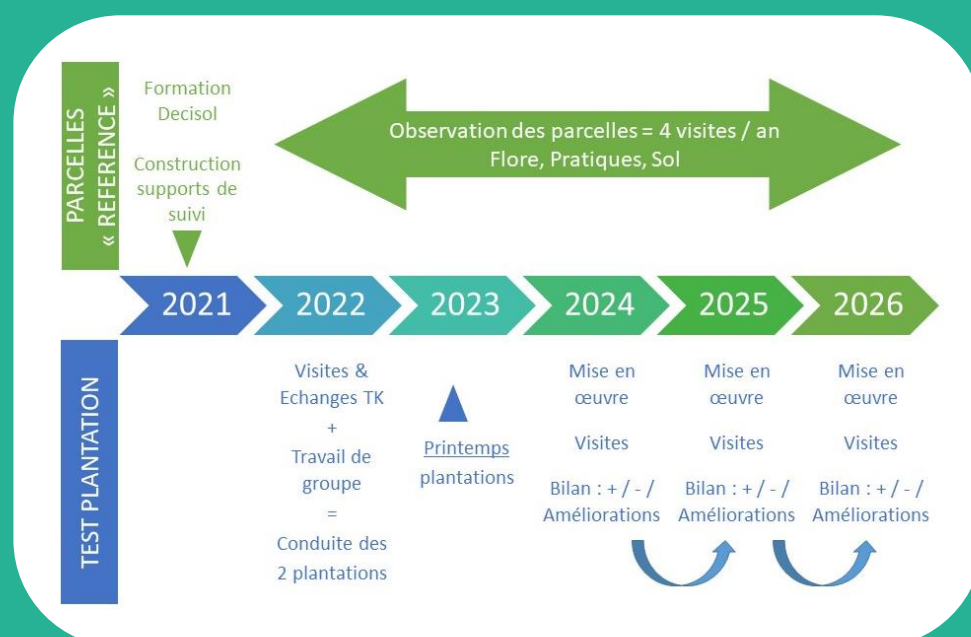 PARCELLES
« REFERENCE »
Formation
Decisol
Construction
supports de
suivi
Observation des parcelles = 4 visites / an
Flore, Pratiques, Sol
2021
2022
2023
2024
2025
2026
TEST PLANTATION
Visites &
Echanges TK
+
Travail de
groupe
=
Conduite des
2 plantations
Printemps
plantations
Mise en
œuvre
Visites
Bilan : + / - /
Améliorations
Mise en
œuvre
Visites
Bilan : + / - /
Améliorations
Mise en
œuvre
Visites
Bilan : + / - /
Améliorations